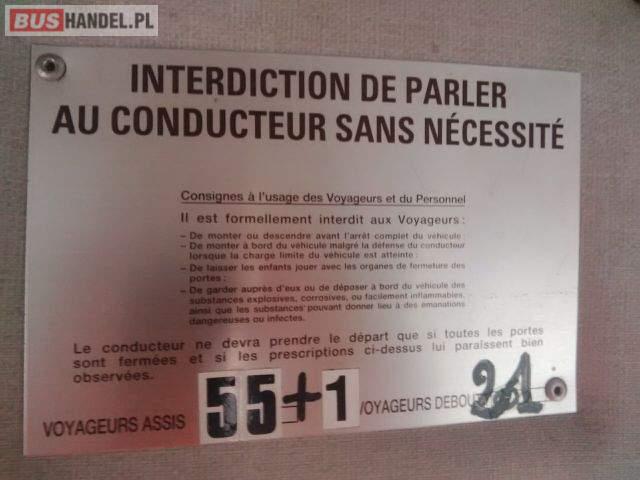 BUSHANDEL.PL
INTERDICTION DE PARLER
AU CONDUCTEUR SANS NÉCESSITÉ
Consignes à l'usage des Voyageurs et du Personnel
Il est formellement interdit aux Voyageurs :
– De monter ou descendre avant l'arrêt complet du véhicule ;
– De monter à bord du véhicule malgré la défense du conducteur
lorsque la charge limite du véhicule est atteinte ;
– De laisser les enfants jouer avec les organes de fermeture des
portes ;
– De garder auprès d'eux ou de déposer à bord du véhicule des
substances explosives, corrosives, ou facilement inflammables,
ainsi que les substances pouvant donner lieu à des émanations
dangereuses ou infectes.
Le conducteur ne devra prendre le départ que si toutes les portes
sont fermées et si les prescriptions ci-dessus lui paraissent bien
observées.
VOYAGEURS ASSIS 55+1 VOYAGEURS DEBOUT